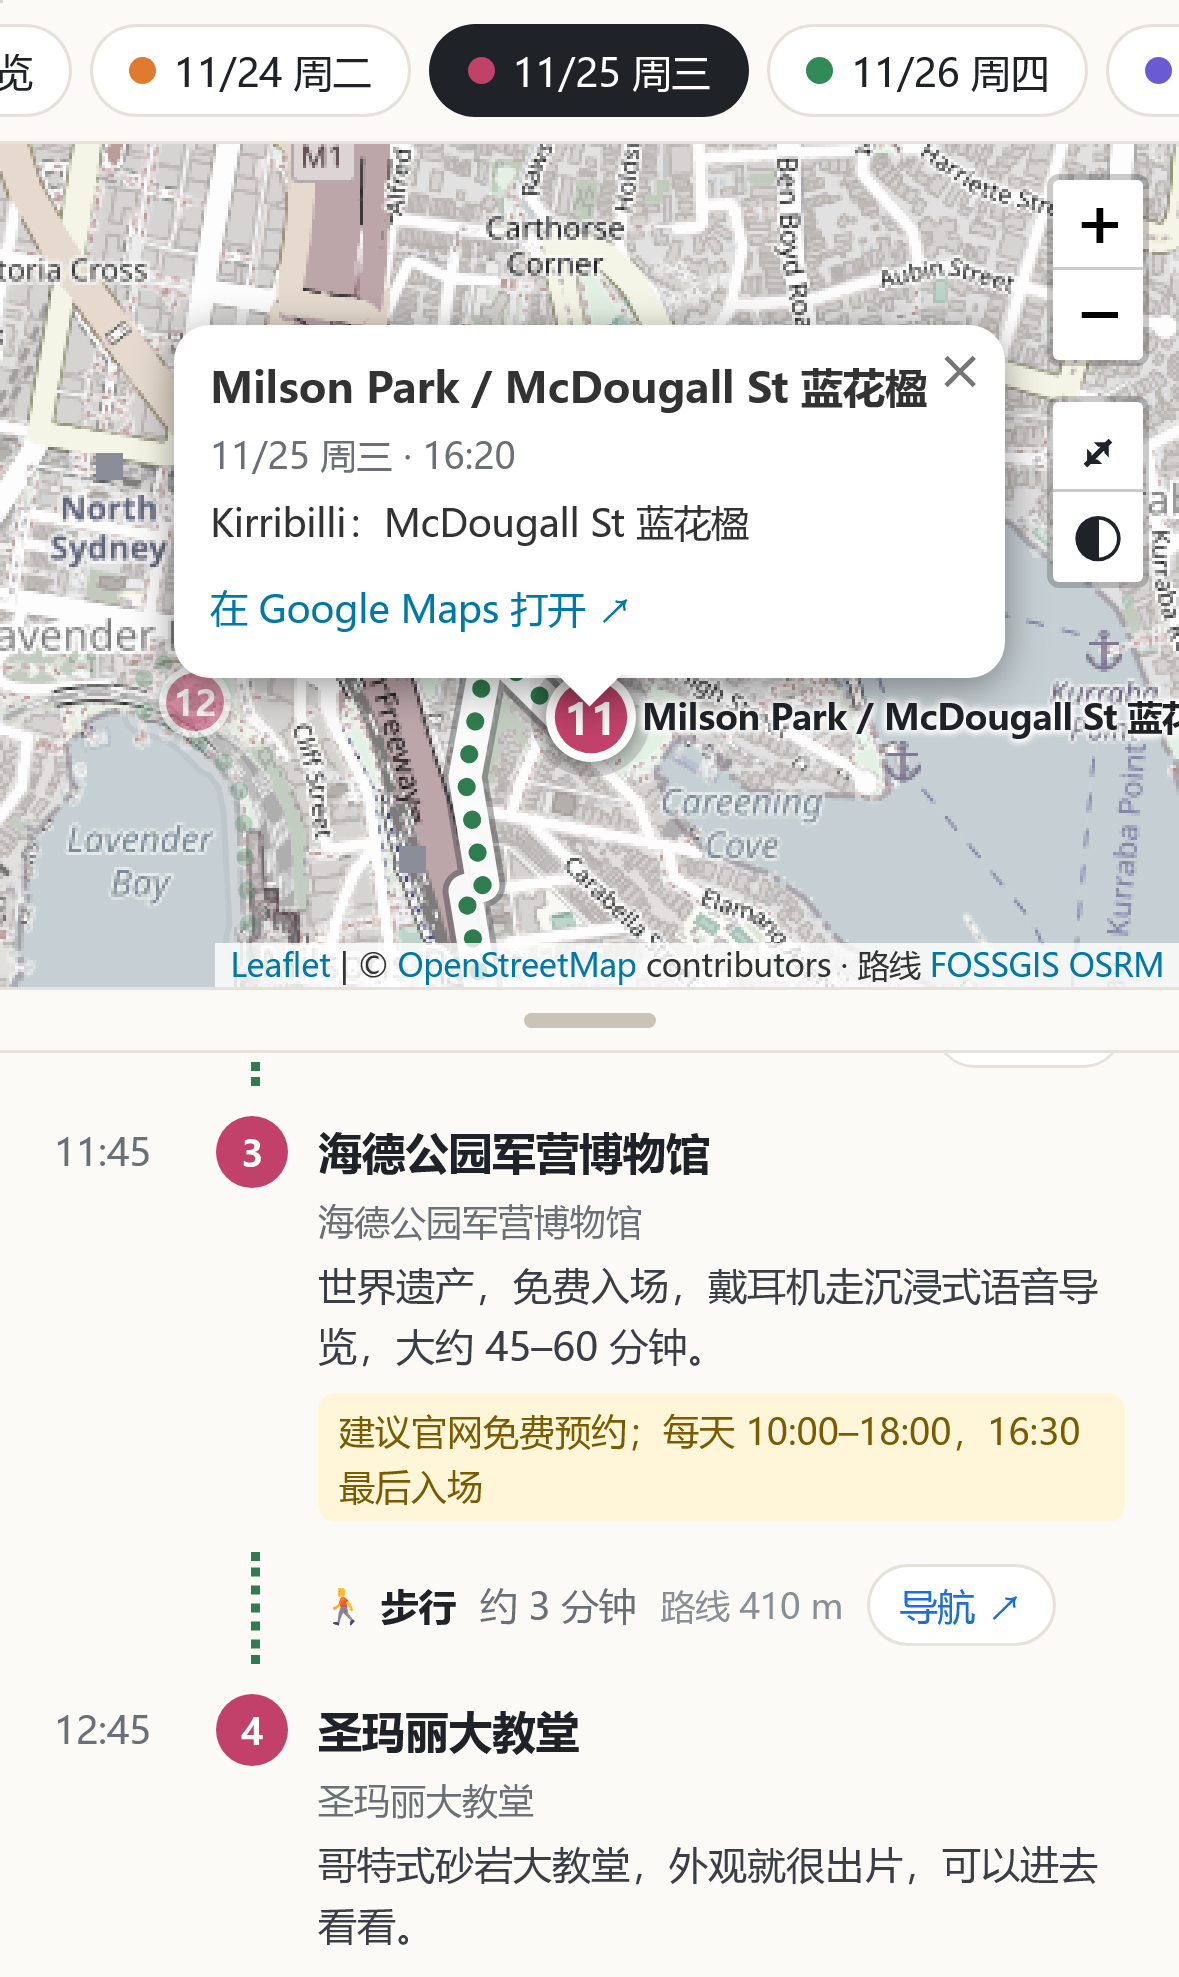 览
11/24 周二
11/25 周三
11/26 周四
M1
Alfred
Holds
Carthorse
Corner
Ben Boyd Roa
Harriette Stre
Aubin Street
toria Cross
North
Sydney
avender
Milson Park / McDougall St 蓝花楹
11/25 周三 · 16:20
Kirribilli：McDougall St 蓝花楹
在 Google Maps 打开 ↗
12
11
Milson Park / McDougall St 蓝花
Kurraba
Cliff Street
Freeway
Careening
Cove
Lavender
Bay
Carabella S
Elamang
Kurraba Point
Leaflet | © OpenStreetMap contributors · 路线 FOSSGIS OSRM
11:45
3
海德公园军营博物馆
海德公园军营博物馆
世界遗产，免费入场，戴耳机走沉浸式语音导
览，大约 45–60 分钟。
建议官网免费预约；每天 10:00–18:00，16:30
最后入场
步行 约 3 分钟 路线 410 m 导航 ↗
12:45
4
圣玛丽大教堂
圣玛丽大教堂
哥特式砂岩大教堂，外观就很出片，可以进去
看看。